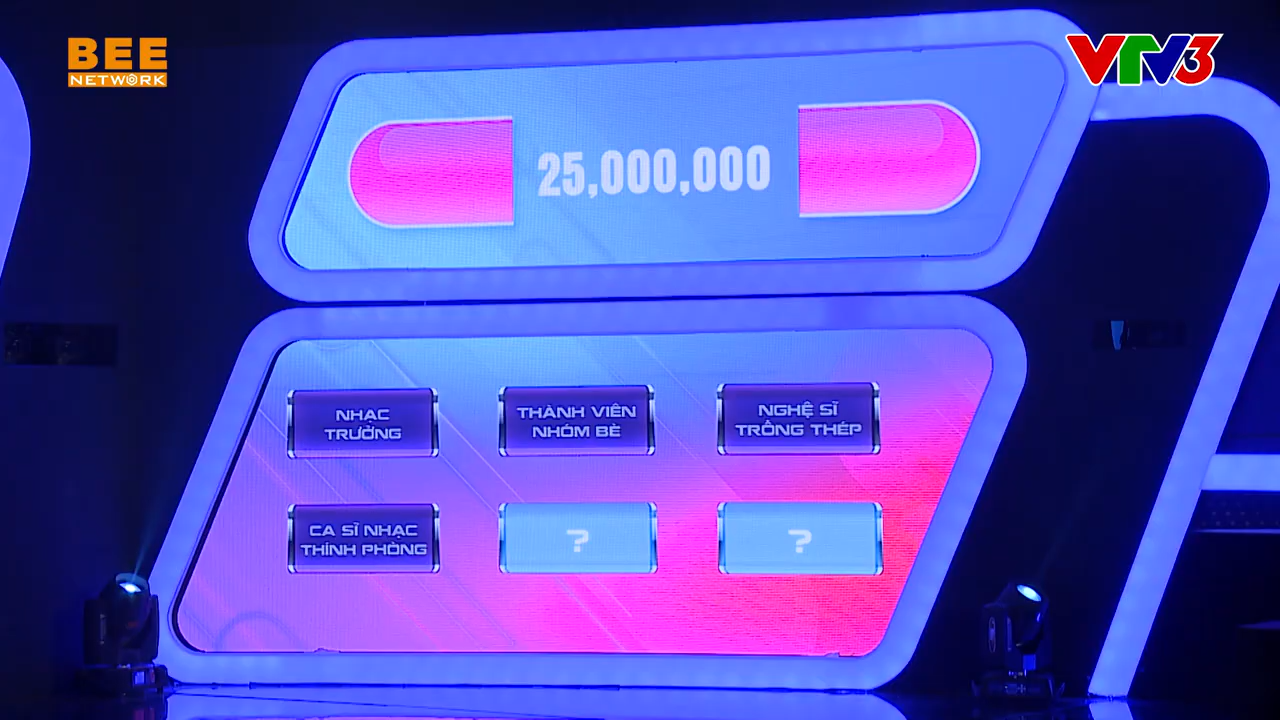 BEE
NETWORK
VTV3
25,000,000
NHẠC
TRƯỞNG
THÀNH VIÊN
NHÓM BÈ
NGHỆ SĨ
TRỐNG THÉP
CA SĨ NHẠC
THÍNH PHÒNG
?
?